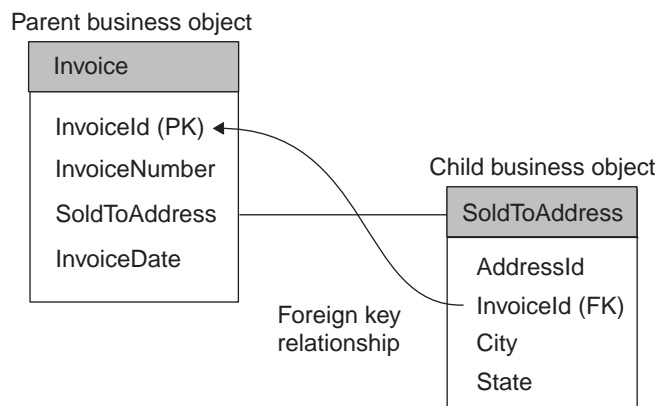 Parent business object
Invoice
InvoiceId (PK)
InvoiceNumber
SoldToAddress
InvoiceDate
Child business object
SoldToAddress
AddressId
InvoiceId (FK)
City
State
Foreign key
relationship